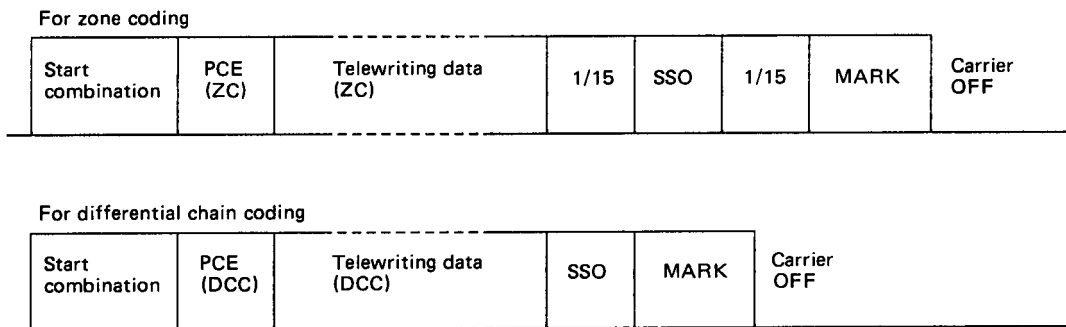 For zone coding
Start combination
PCE (ZC)
Telewriting data (ZC)
1/15
SSO
1/15
MARK
Carrier OFF
For differential chain coding
Start combination
PCE (DCC)
Telewriting data (DCC)
SSO
MARK
Carrier OFF